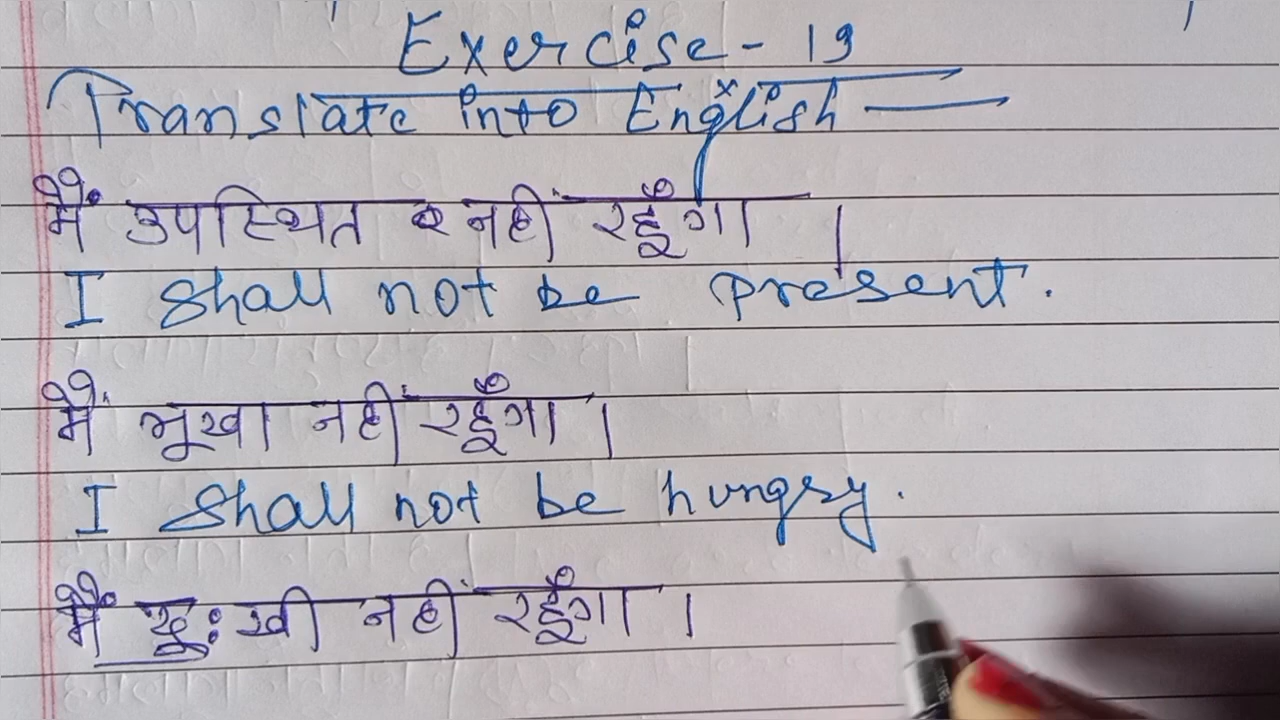 Exercise - 19
Translate into English —
मैं उपस्थित नहीं रहूँगा ।
I shall not be present.
मैं भूखा नहीं रहूँगा ।
I shall not be hungry.
मैं दुःखी नहीं रहूँगा ।